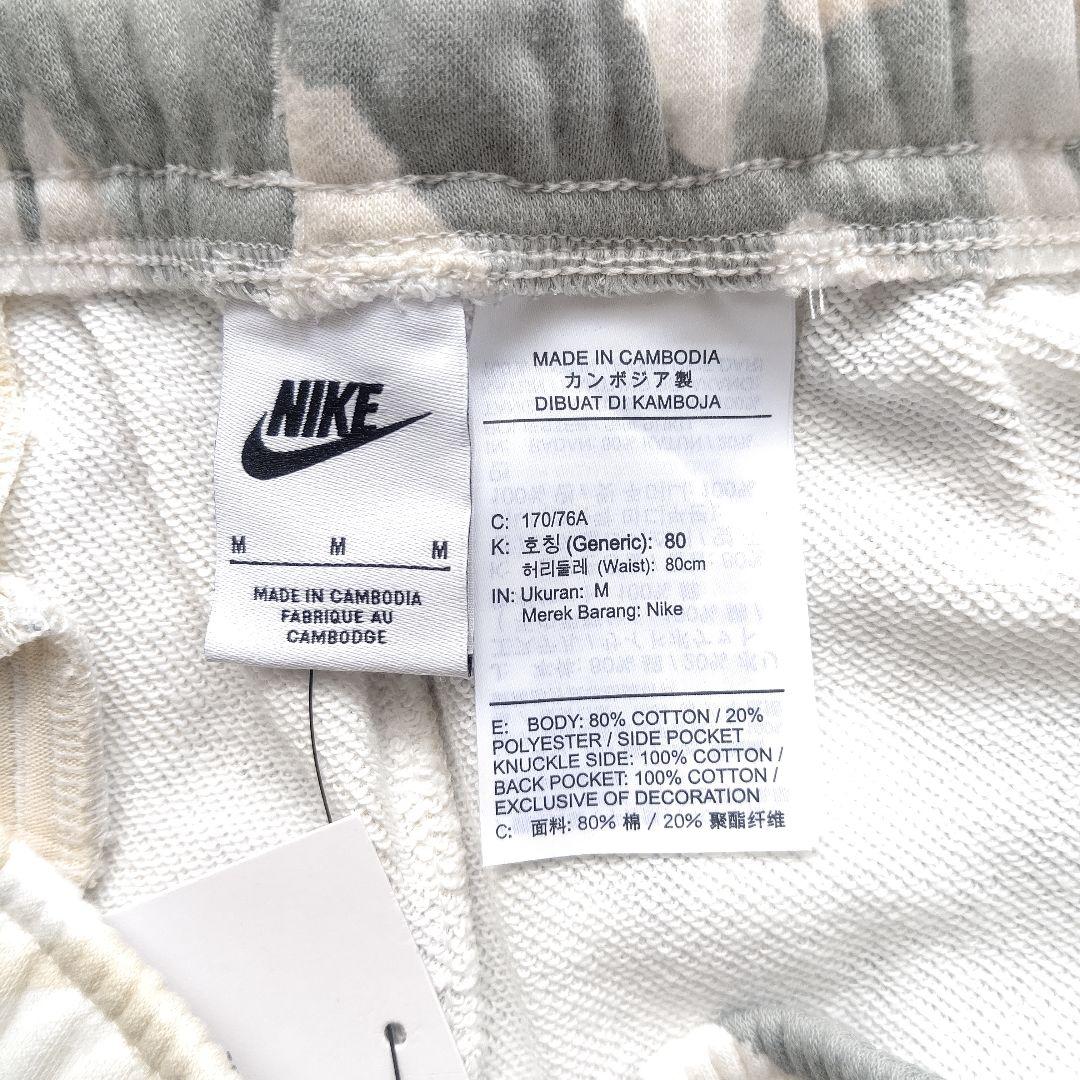 NIKE
M M M
MADE IN CAMBODIA
FABRIQUE AU
CAMBODGE
MADE IN CAMBODIA
カンボジア製
DIBUAT DI KAMBOJA
C: 170/76A
K: 호칭 (Generic): 80
허리둘레 (Waist): 80cm
IN: Ukuran: M
Merek Barang: Nike
E: BODY: 80% COTTON / 20%
POLYESTER / SIDE POCKET
KNUCKLE SIDE: 100% COTTON /
BACK POCKET: 100% COTTON /
EXCLUSIVE OF DECORATION
C: 面料: 80% 棉 / 20% 聚酯纤维